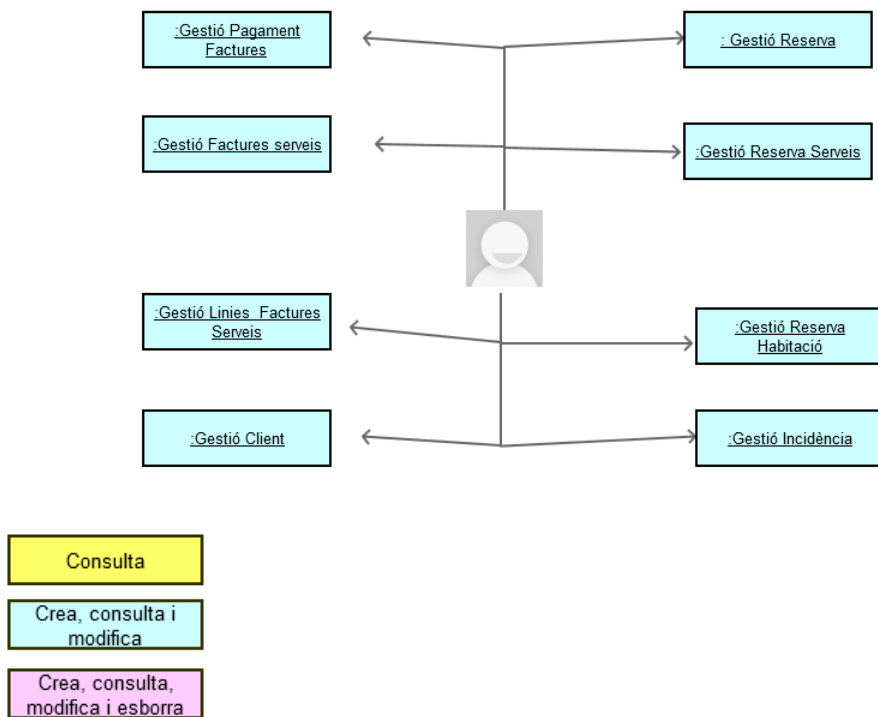 :Gestió Pagament
Factures
: Gestió Reserva
:Gestió Factures serveis
:Gestió Reserva Serveis
:Gestió Linies Factures
Serveis
:Gestió Reserva
Habitació
:Gestió Client
:Gestió Incidència
Consulta
Crea, consulta i
modifica
Crea, consulta,
modifica i esborra